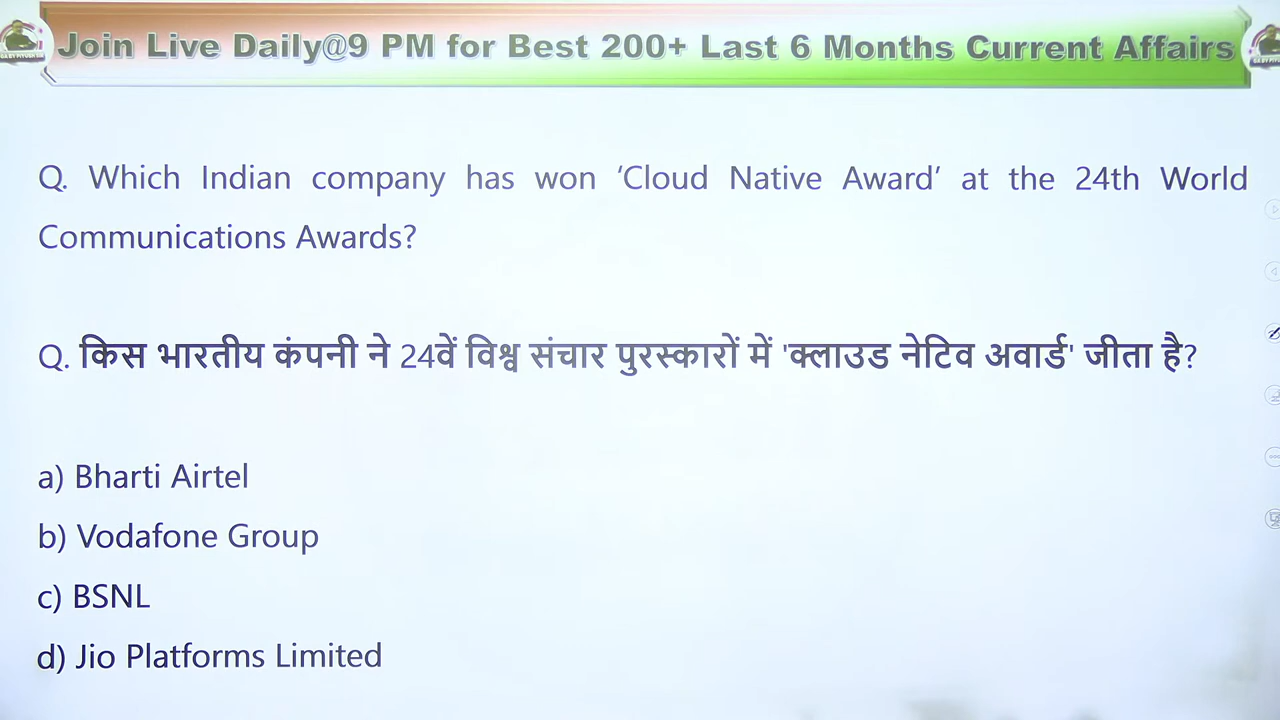 Join Live Daily@9 PM for Best 200+ Last 6 Months Current Affairs
Q. Which Indian company has won ‘Cloud Native Award’ at the 24th World
Communications Awards?
Q. किस भारतीय कंपनी ने 24वें विश्व संचार पुरस्कारों में 'क्लाउड नेटिव अवार्ड' जीता है?
a) Bharti Airtel
b) Vodafone Group
c) BSNL
d) Jio Platforms Limited